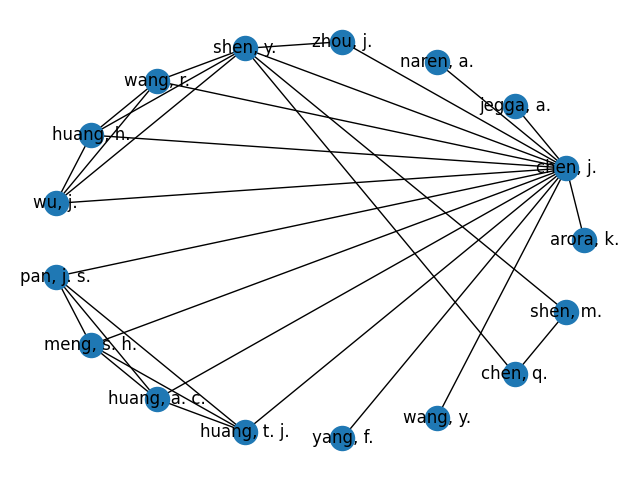 zhou, j.
shen, y.
naren, a.
wang, r.
jegga, a.
huang, h.
chen, j.
wu, j.
arora, k.
pan, j. s.
shen, m.
meng, s. h.
chen, q.
huang, a. c.
wang, y.
huang, t. j.
yang, f.